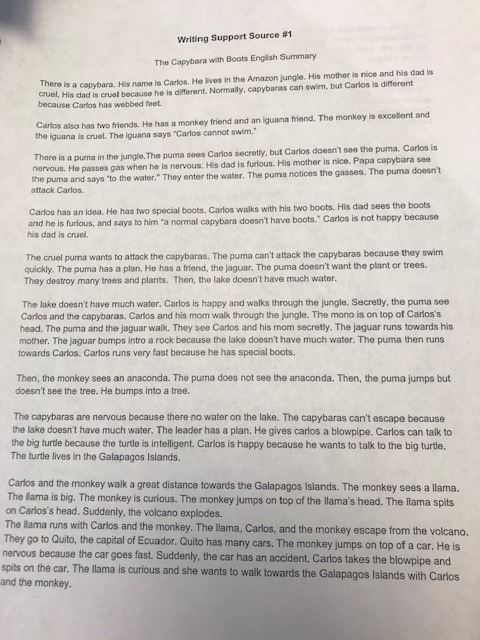 Writing Support Source #1
The Capybara with Boots English Summary
There is a capybara. His name is Carlos. He lives in the Amazon jungle. His mother is nice and his dad is
cruel. His dad is cruel because he is different. Normally, capybaras can swim, but Carlos is different
because Carlos has webbed feet.
Carlos also has two friends. He has a monkey friend and an iguana friend. The monkey is excellent and
the iguana is cruel. The iguana says "Carlos cannot swim."
There is a puma in the jungle.The puma sees Carlos secretly, but Carlos doesn't see the puma. Carlos is
nervous. He passes gas when he is nervous. His dad is furious. His mother is nice. Papa capybara see
the puma and says "to the water." They enter the water. The puma notices the gasses. The puma doesn't
attack Carlos.
Carlos has an idea. He has two special boots. Carlos walks with his two boots. His dad sees the boots
and he is furious, and says to him "a normal capybara doesn't have boots." Carlos is not happy because
his dad is cruel.
The cruel puma wants to attack the capybaras. The puma can't attack the capybaras because they swim
quickly. The puma has a plan. He has a friend, the jaguar. The puma doesn't want the plant or trees.
They destroy many trees and plants. Then, the lake doesn't have much water.
The lake doesn't have much water. Carlos is happy and walks through the jungle. Secretly, the puma see
Carlos and the capybaras. Carlos and his mom walk through the jungle. The mono is on top of Carlos's
head. The puma and the jaguar walk. They see Carlos and his mom secretly. The jaguar runs towards his
mother. The jaguar bumps intro a rock because the lake doesn't have much water. The puma then runs
towards Carlos. Carlos runs very fast because he has special boots.
Then, the monkey sees an anaconda. The puma does not see the anaconda. Then, the puma jumps but
doesn't see the tree. He bumps into a tree.
The capybaras are nervous because there no water on the lake. The capybaras can't escape because
the lake doesn't have much water. The leader has a plan. He gives carlos a blowpipe. Carlos can talk to
the big turtle because the turtle is intelligent. Carlos is happy because he wants to talk to the big turtle.
The turtle lives in the Galapagos Islands.
Carlos and the monkey walk a great distance towards the Galapagos Islands. The monkey sees a llama.
The llama is big. The monkey is curious. The monkey jumps on top of the llama's head. The llama spits
on Carlos's head. Suddenly, the volcano explodes.
The llama runs with Carlos and the monkey. The llama, Carlos, and the monkey escape from the volcano.
They go to Quito, the capital of Ecuador. Quito has many cars. The monkey jumps on top of a car. He is
nervous because the car goes fast. Suddenly, the car has an accident. Carlos takes the blowpipe and
spits on the car. The llama is curious and she wants to walk towards the Galapagos Islands with Carlos
and the monkey.